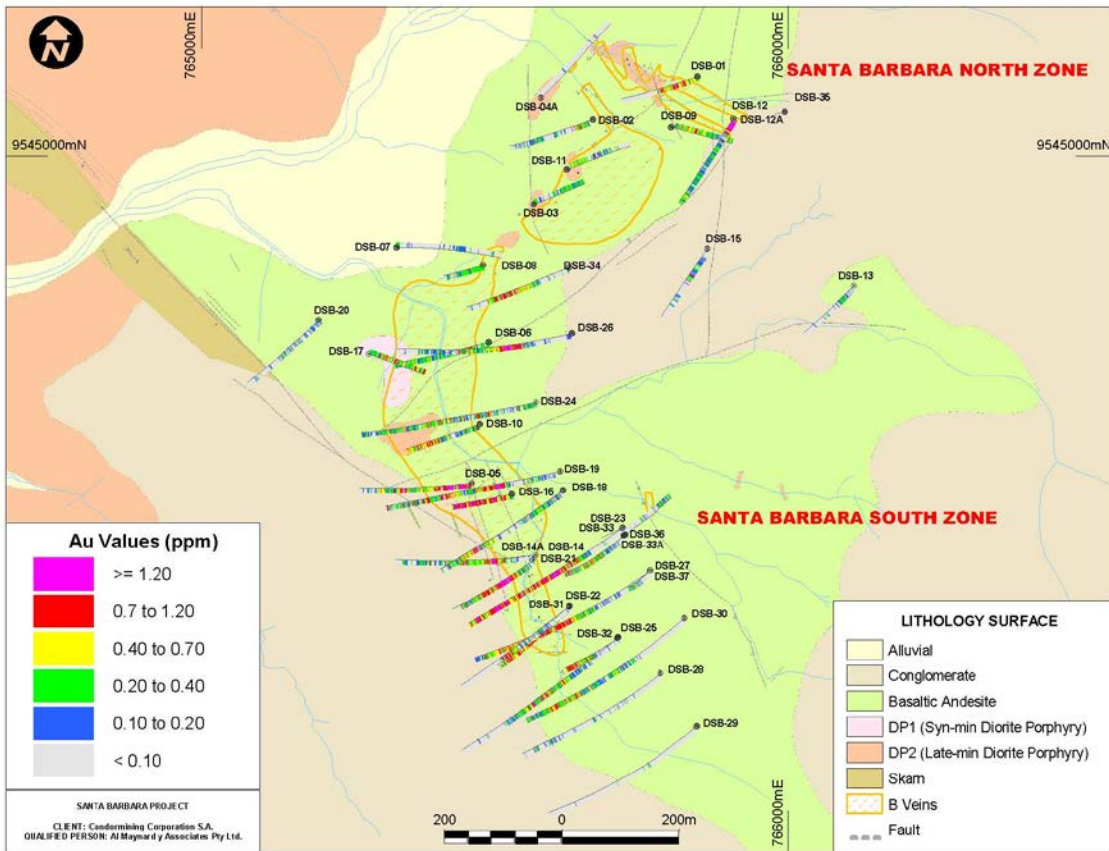 N
765000mE
766000mE
SANTA BARBARA NORTH ZONE
DSB-01
DSB-04A
DSB-35
DSB-02
DSB-12
DSB-09
DSB-12A
9545000mN
9545000mN
DSB-11
DSB-03
DSB-07
DSB-15
DSB-08
DSB-34
DSB-13
DSB-20
DSB-06
DSB-26
DSB-17
DSB-24
DSB-10
DSB-05
DSB-19
DSB-16
DSB-18
SANTA BARBARA SOUTH ZONE
DSB-23
DSB-33
DSB-36
DSB-33A
DSB-14A
DSB-14
DSB-21
DSB-27
DSB-37
DSB-22
DSB-31
DSB-30
DSB-25
DSB-32
DSB-28
DSB-29
Au Values (ppm)
>= 1.20
0.7 to 1.20
0.40 to 0.70
0.20 to 0.40
0.10 to 0.20
< 0.10
SANTA BARBARA PROJECT
CLIENT: Condormining Corporation S.A.
QUALIFIED PERSON: Al Maynard y Associates Pty Ltd.
200 0 200m
766000mE
LITHOLOGY SURFACE
Alluvial
Conglomerate
Basaltic Andesite
DP1 (Syn-min Diorite Porphyry)
DP2 (Late-min Diorite Porphyry)
Skarn
B Veins
Fault